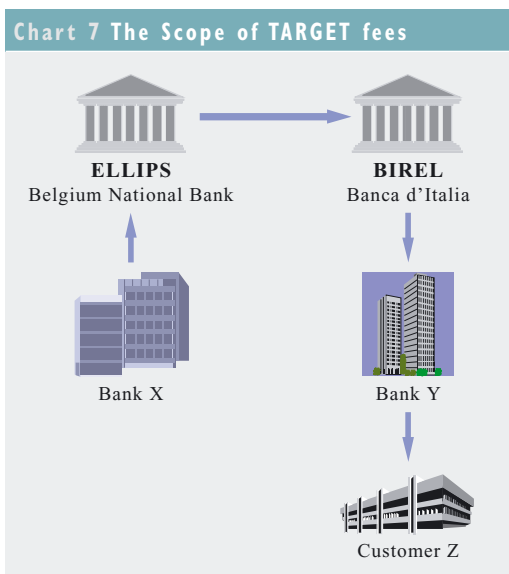 Chart 7 The Scope of TARGET fees
ELLIPS
Belgium National Bank
BIREL
Banca d’Italia
Bank X
Bank Y
Customer Z